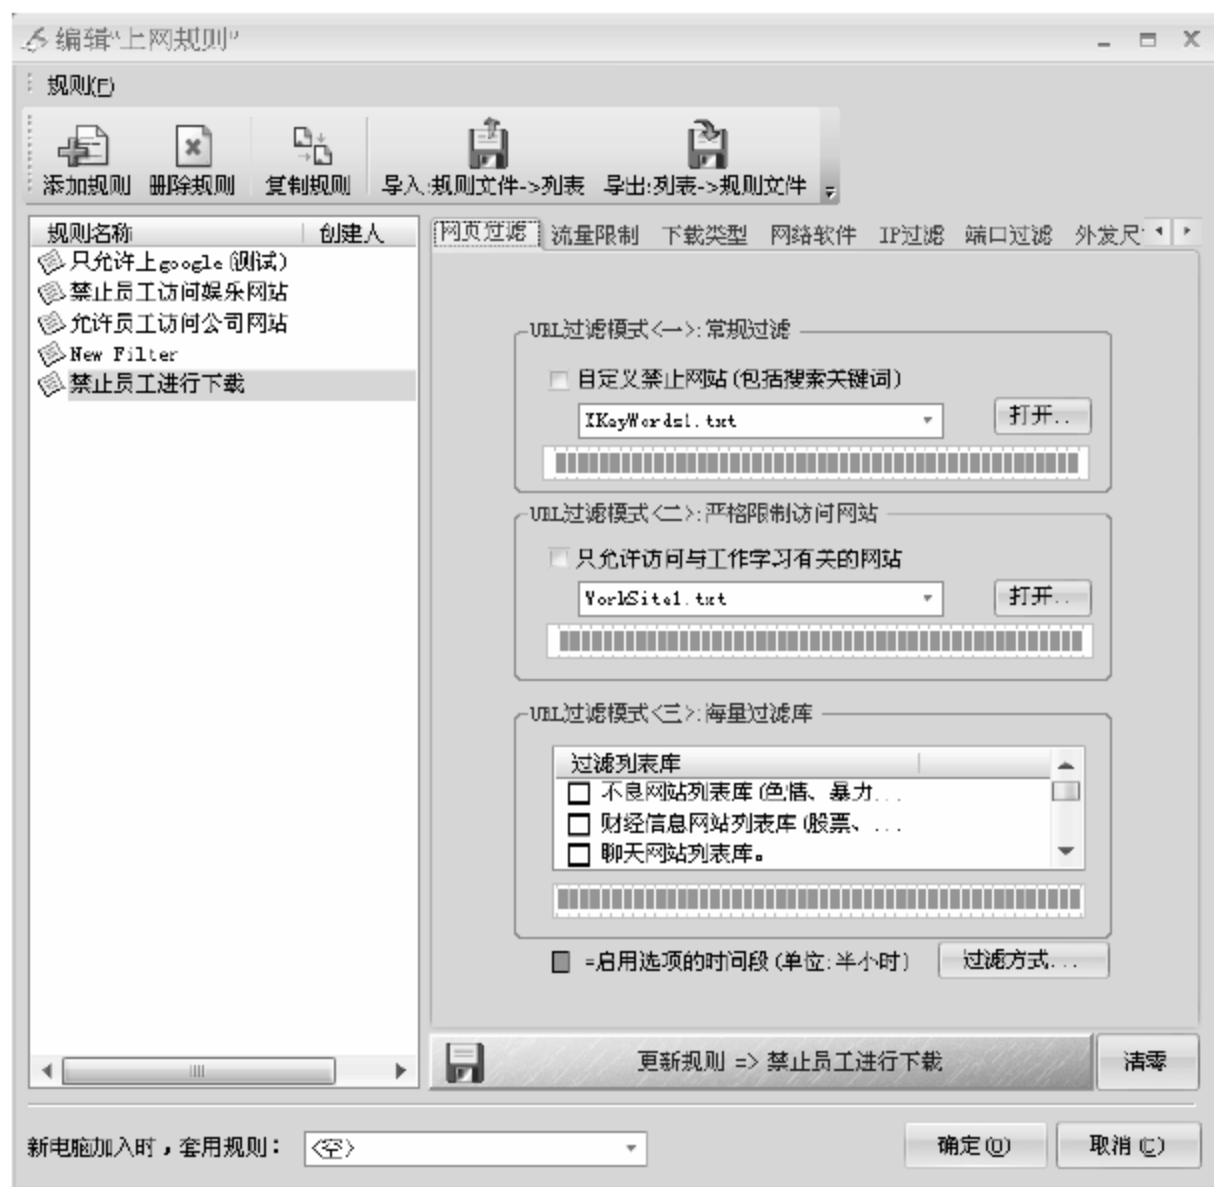 编辑“上网规则”
规则(F)
添加规则 删除规则 复制规则 导入:规则文件->列表 导出:列表->规则文件
规则名称 创建人
只允许上google(测试)
禁止员工访问娱乐网站
允许员工访问公司网站
New Filter
禁止员工进行下载
网页过滤 流量限制 下载类型 网络软件 IP过滤 端口过滤 外发尺
URL过滤模式<一>:常规过滤
自定义禁止网站(包括搜索关键词)
XKeyWords1.txt 打开..
URL过滤模式<二>:严格限制访问网站
只允许访问与工作学习有关的网站
WorkSite1.txt 打开..
URL过滤模式<三>:海量过滤库
过滤列表库
不良网站列表库(色情、暴力...
财经信息网站列表库(股票、...
聊天网站列表库。
=启用选项的时间段(单位:半小时) 过滤方式...
更新规则 => 禁止员工进行下载 清零
新电脑加入时，套用规则： <空> 确定(O) 取消(C)